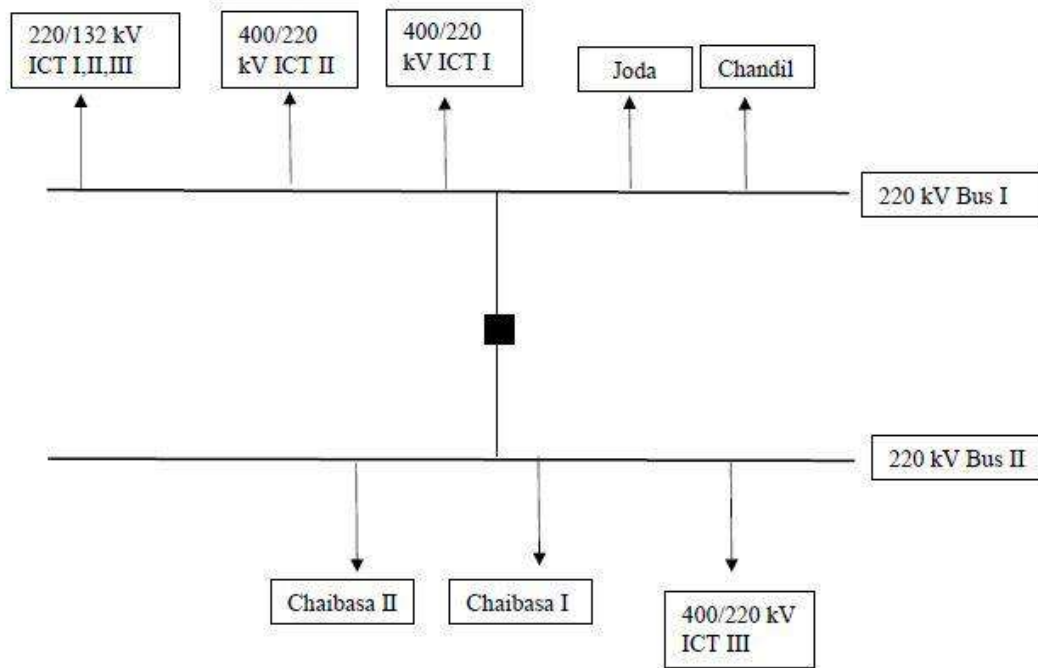 220/132 kV
ICT I,II,III
400/220
kV ICT II
400/220
kV ICT I
Joda
Chandil
220 kV Bus I
220 kV Bus II
Chaibasa II
Chaibasa I
400/220 kV
ICT III